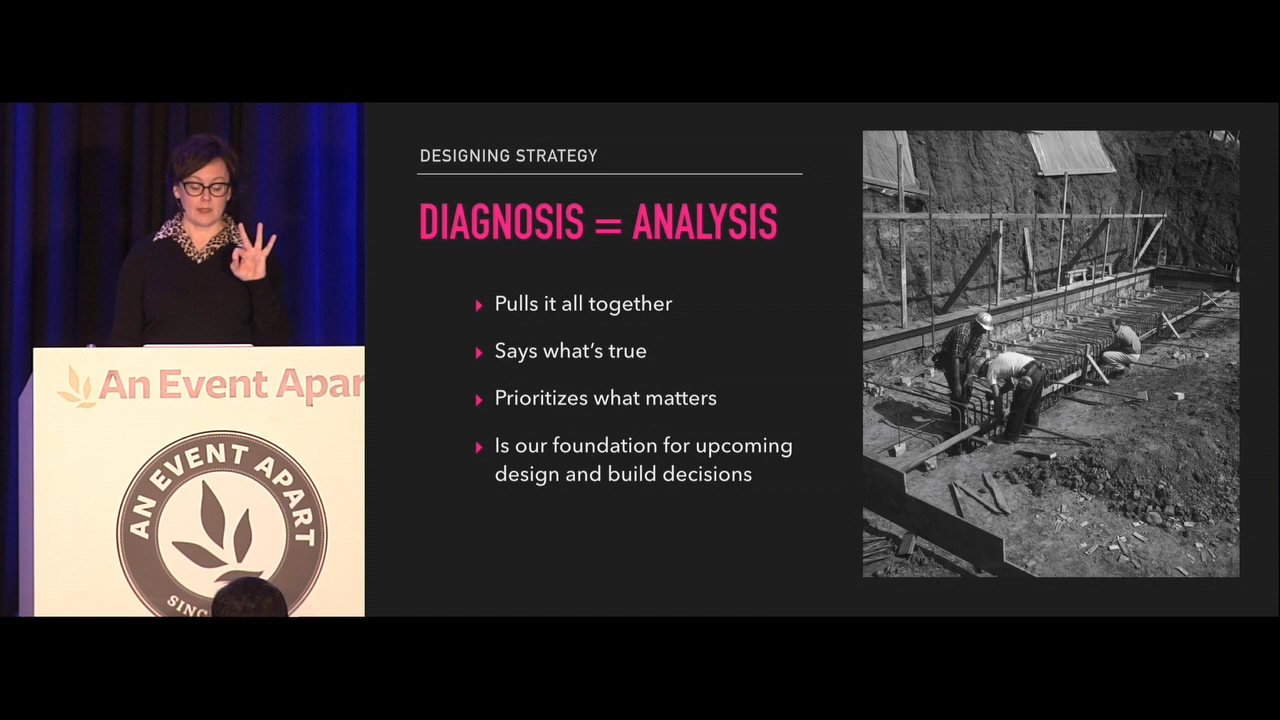 DESIGNING STRATEGY
DIAGNOSIS = ANALYSIS
Pulls it all together
Says what's true
Prioritizes what matters
Is our foundation for upcoming
design and build decisions
An Event Apar
AN EVENT APART